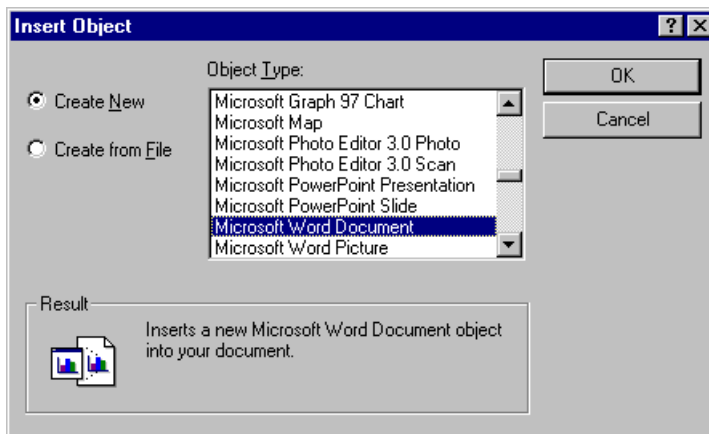 Insert Object
Object Type:
Create New
Create from File
Microsoft Graph 97 Chart
Microsoft Map
Microsoft Photo Editor 3.0 Photo
Microsoft Photo Editor 3.0 Scan
Microsoft PowerPoint Presentation
Microsoft PowerPoint Slide
Microsoft Word Document
Microsoft Word Picture
OK
Cancel
Result
Inserts a new Microsoft Word Document object
into your document.